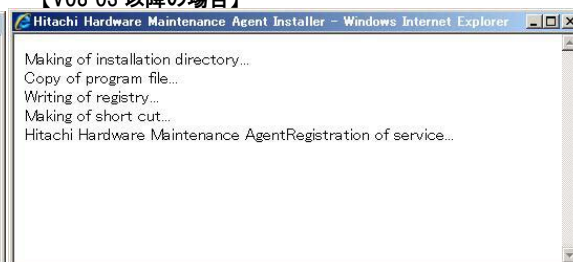 【V06-05 以降の場合】
Hitachi Hardware Maintenance Agent Installer - Windows Internet Explorer
Making of installation directory...
Copy of program file...
Writing of registry...
Making of short cut...
Hitachi Hardware Maintenance AgentRegistration of service...